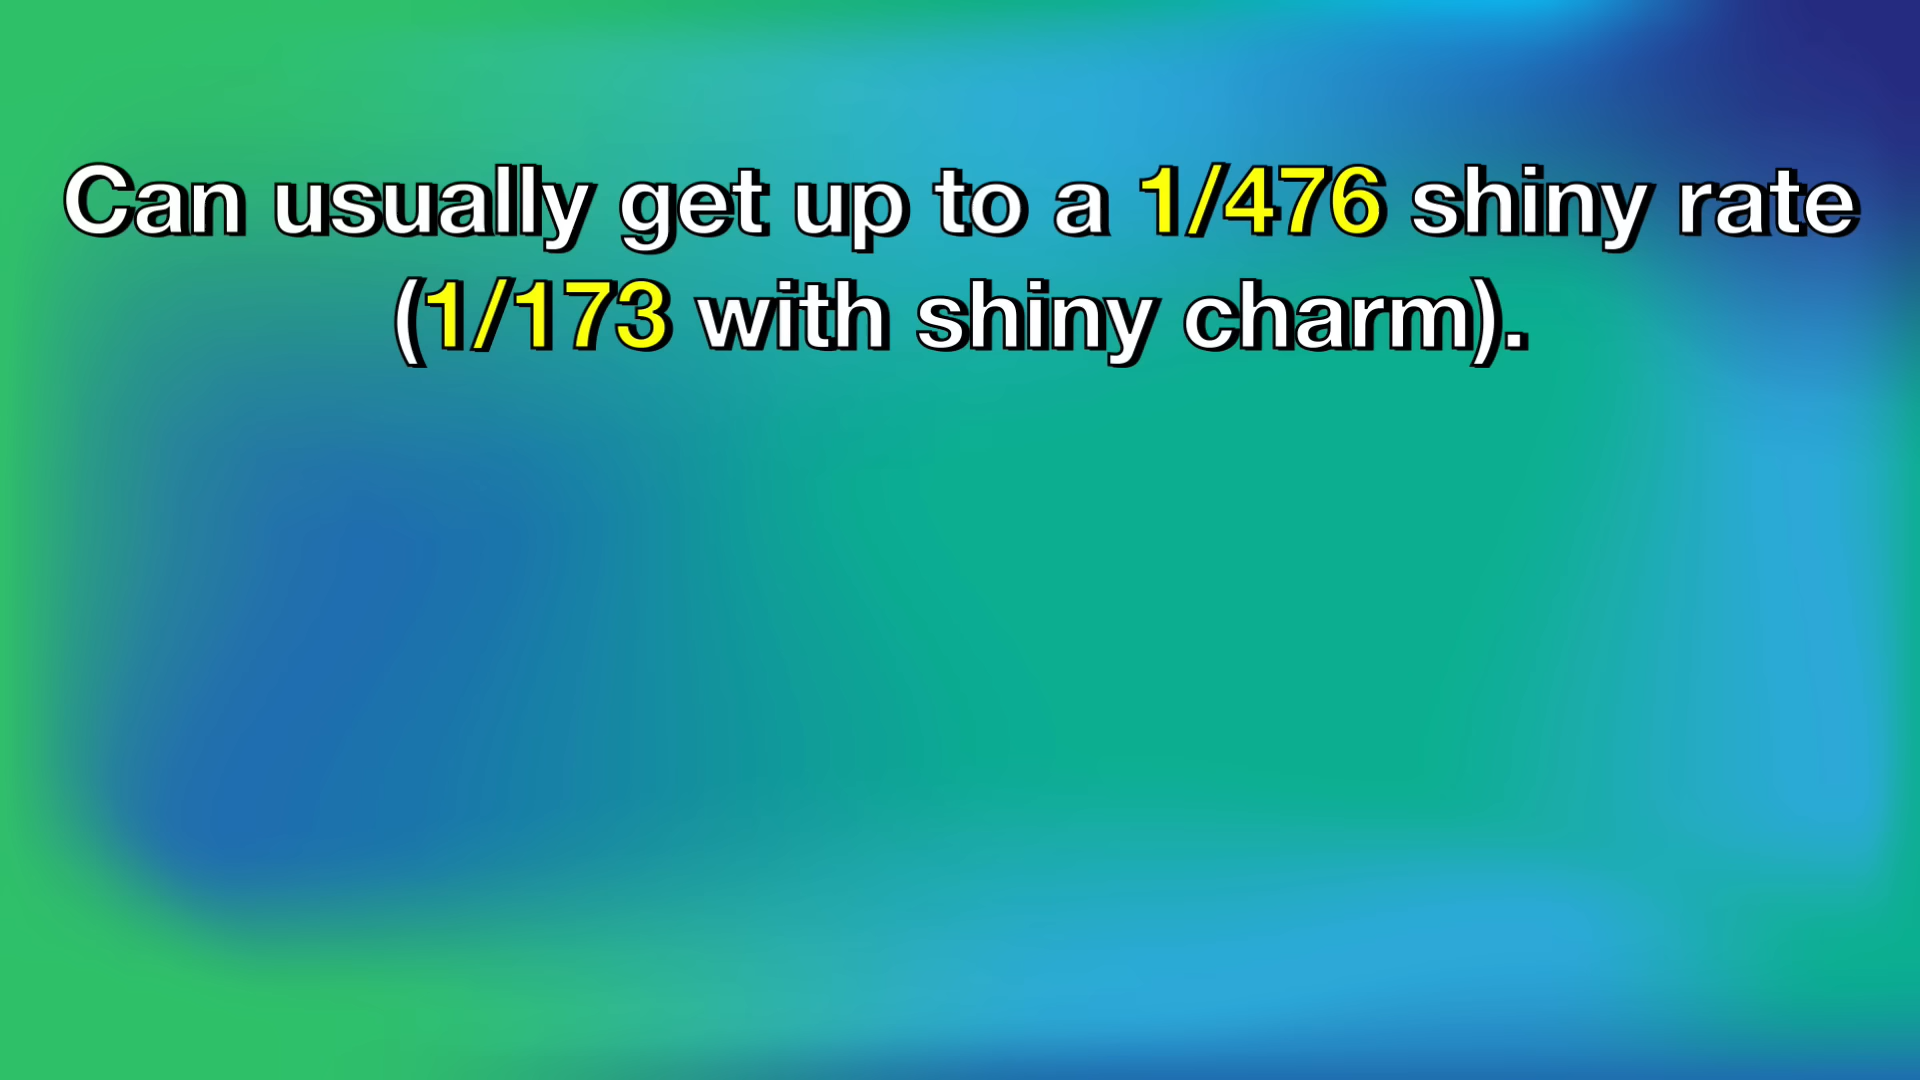 Can usually get up to a 1/476 shiny rate
(1/173 with shiny charm).